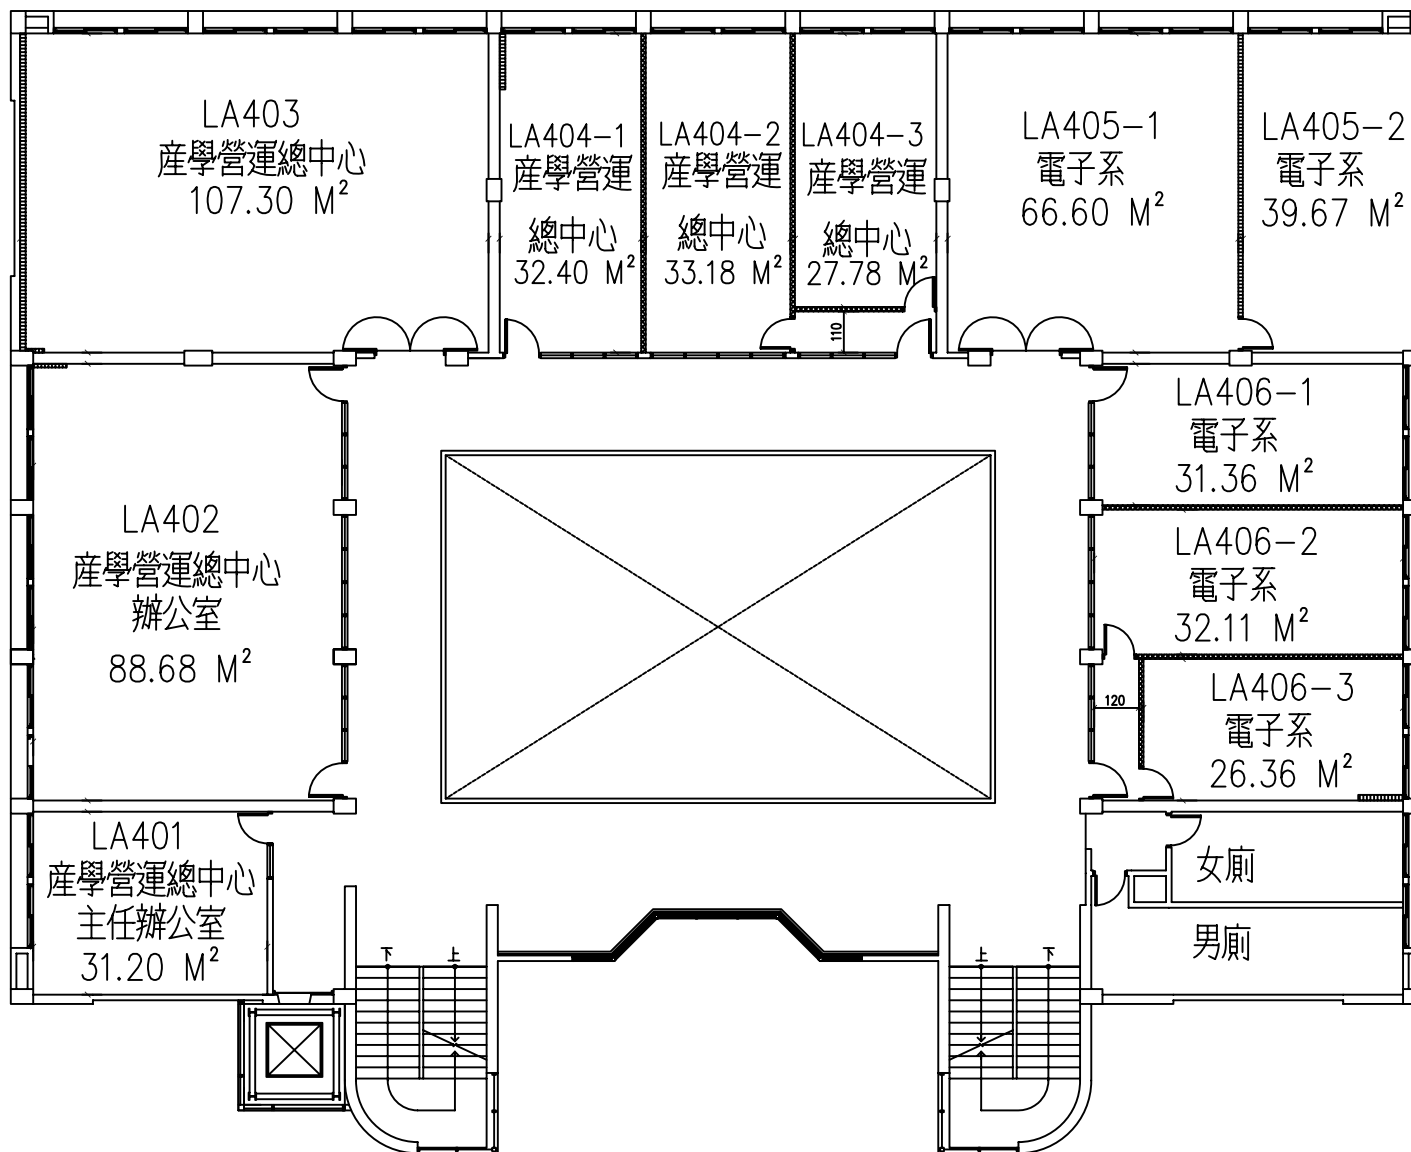 LA403
産學營運總中心
107.30 M²
LA404-1
産學營運
總中心
32.40 M²
LA404-2
産學營運
總中心
33.18 M²
LA404-3
産學營運
總中心
27.78 M²
110
LA405-1
電子系
66.60 M²
LA405-2
電子系
39.67 M²
LA406-1
電子系
31.36 M²
LA402
産學營運總中心
辦公室
88.68 M²
LA406-2
電子系
32.11 M²
120
LA406-3
電子系
26.36 M²
LA401
産學營運總中心
主任辦公室
31.20 M²
女廁
男廁
下
上
上
下